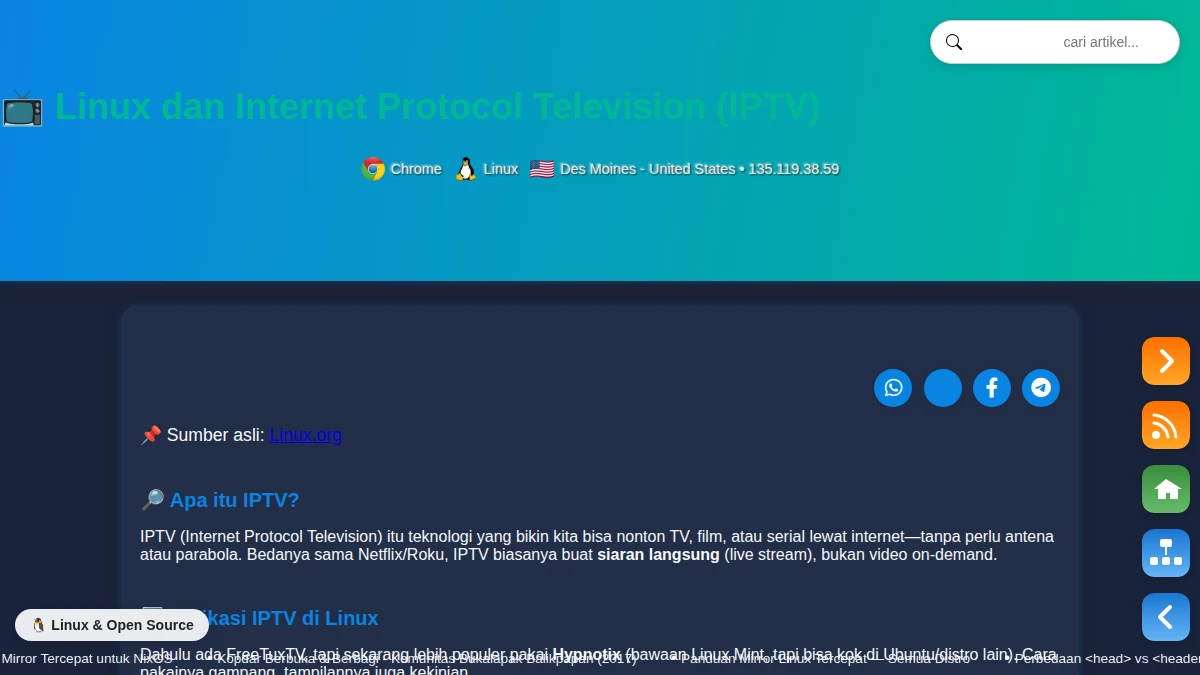 cari artikel...
Linux dan Internet Protocol Television (IPTV)
Chrome Linux Des Moines - United States • 135.119.38.59
Sumber asli: Linux.org
Apa itu IPTV?
IPTV (Internet Protocol Television) itu teknologi yang bikin kita bisa nonton TV, film, atau serial lewat internet—tanpa perlu antena
atau parabola. Bedanya sama Netflix/Roku, IPTV biasanya buat siaran langsung (live stream), bukan video on-demand.
ikasi IPTV di Linux
Linux & Open Source
Dahulu ada FreeTuxTV, tapi sekarang lebih populer pakai Hypnotix (bawaan Linux Mint, tapi bisa kok di Ubuntu/distro lain). Cara
Mirror Tercepat untuk NixOS • Kopdar Berbuka & Berbagi - Komunitas Bukalapak Balikpapan (2017) • Panduan Mirror Linux Tercepat — Semua Distro • Perbedaan <head> vs <header
pakainya gampang, tampilannya juga kekinian.